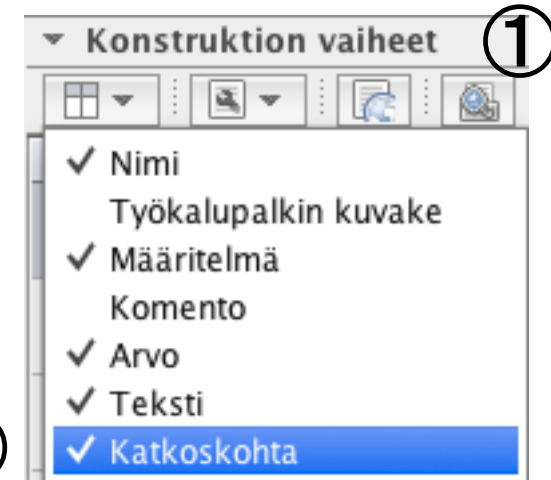 Konstruktion vaiheet
①
Nimi
Työkalupalkin kuvake
Määritelmä
Komento
Arvo
Teksti
Katkoskohta